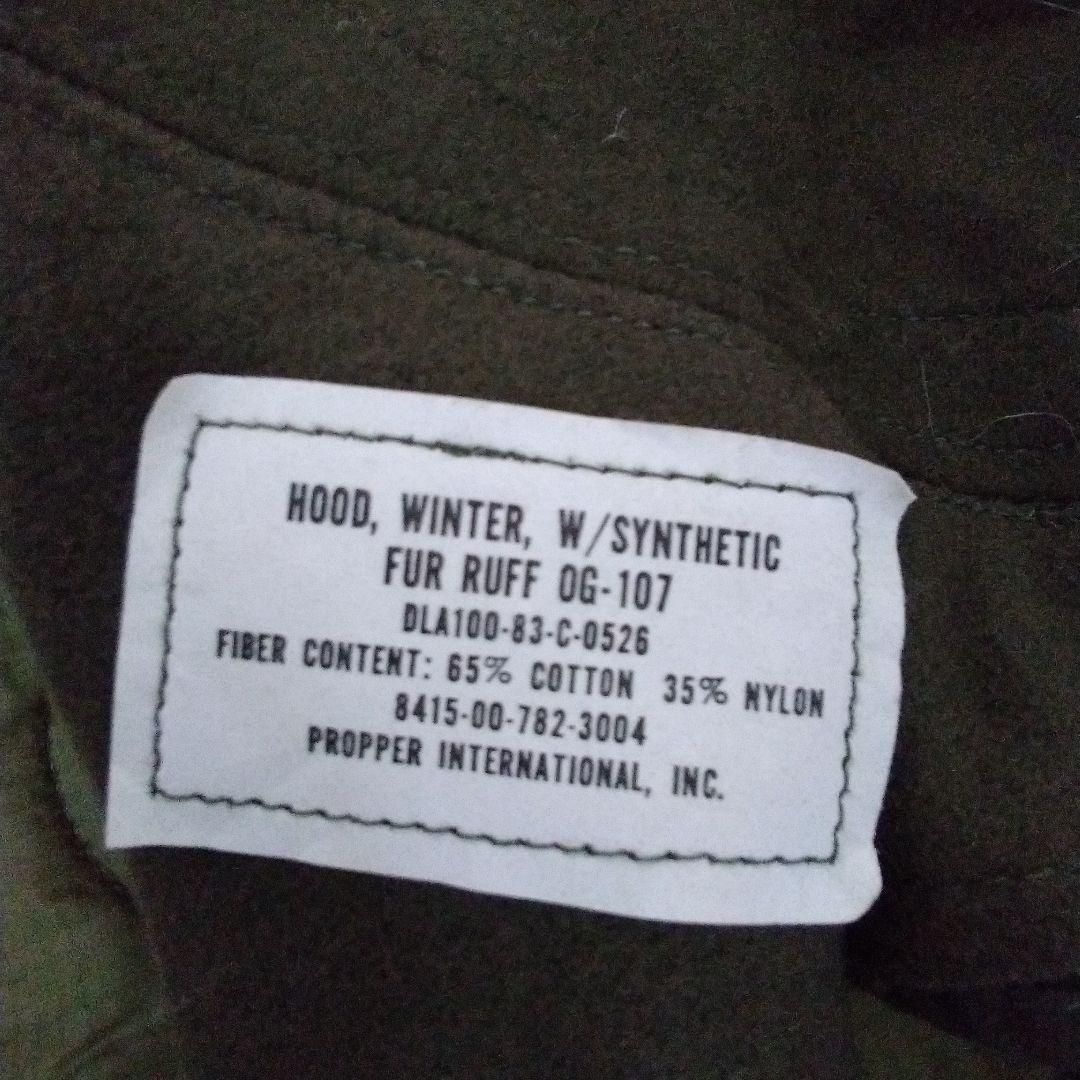 HOOD, WINTER, W/SYNTHETIC
FUR RUFF OG-107
DLA100-83-C-0526
FIBER CONTENT: 65% COTTON 35% NYLON
8415-00-782-3004
PROPPER INTERNATIONAL, INC.